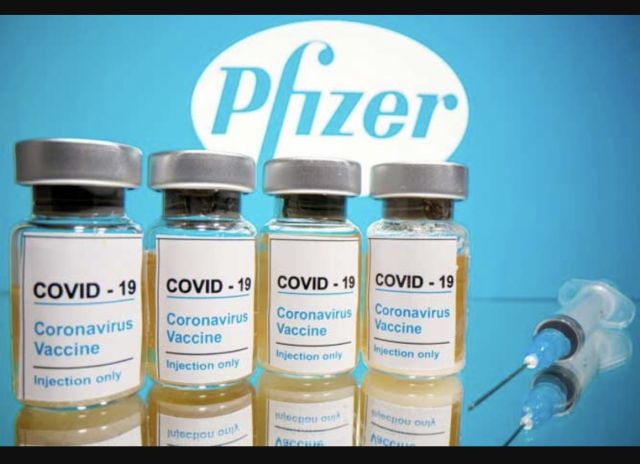 Pfizer
COVID - 19
Coronavirus
Vaccine
Injection only
COVID - 19
Coronavirus
Vaccine
Injection only
COVID - 19
Coronavirus
Vaccine
Injection only
COVID - 19
Coronavirus
Vaccine
Injection only